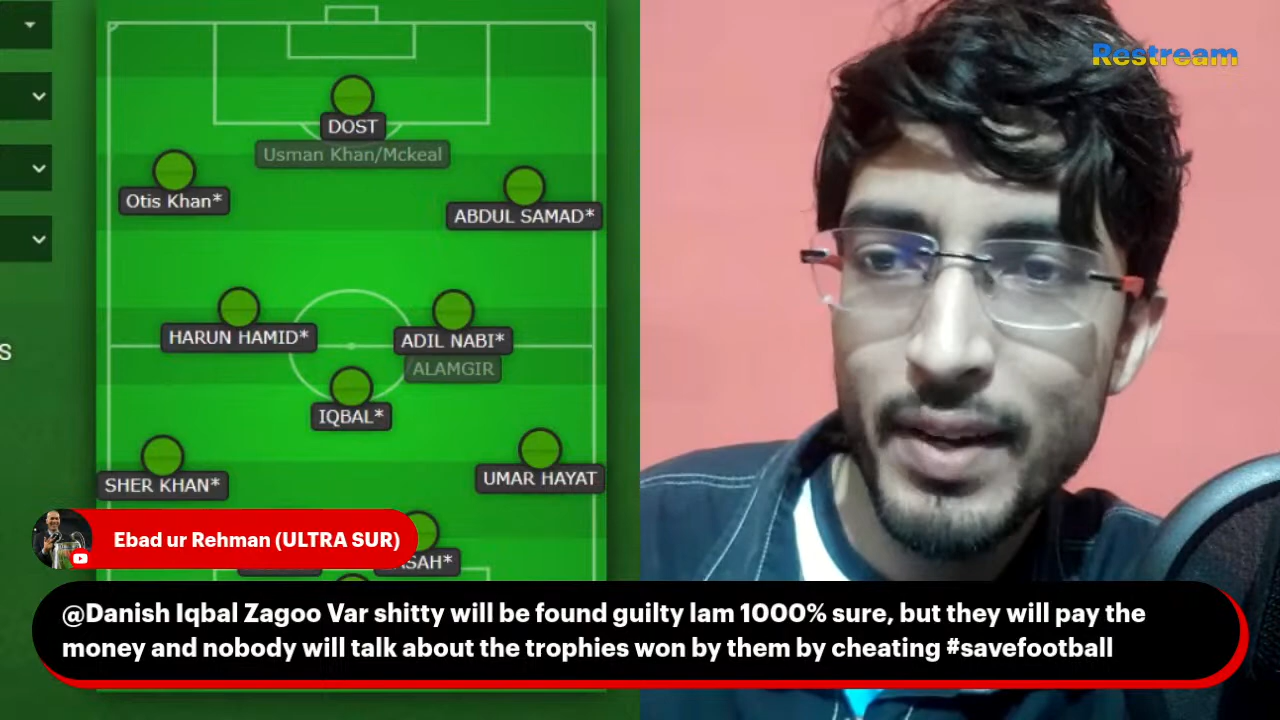 Restream
DOST
Usman Khan/Mckeal
Otis Khan*
ABDUL SAMAD*
HARUN HAMID*
ADIL NABI*
ALAMGIR
S
IQBAL*
SHER KHAN*
UMAR HAYAT
Ebad ur Rehman (ULTRA SUR)
@Danish Iqbal Zagoo Var shitty will be found guilty Iam 1000% sure, but they will pay the
money and nobody will talk about the trophies won by them by cheating #savefootball